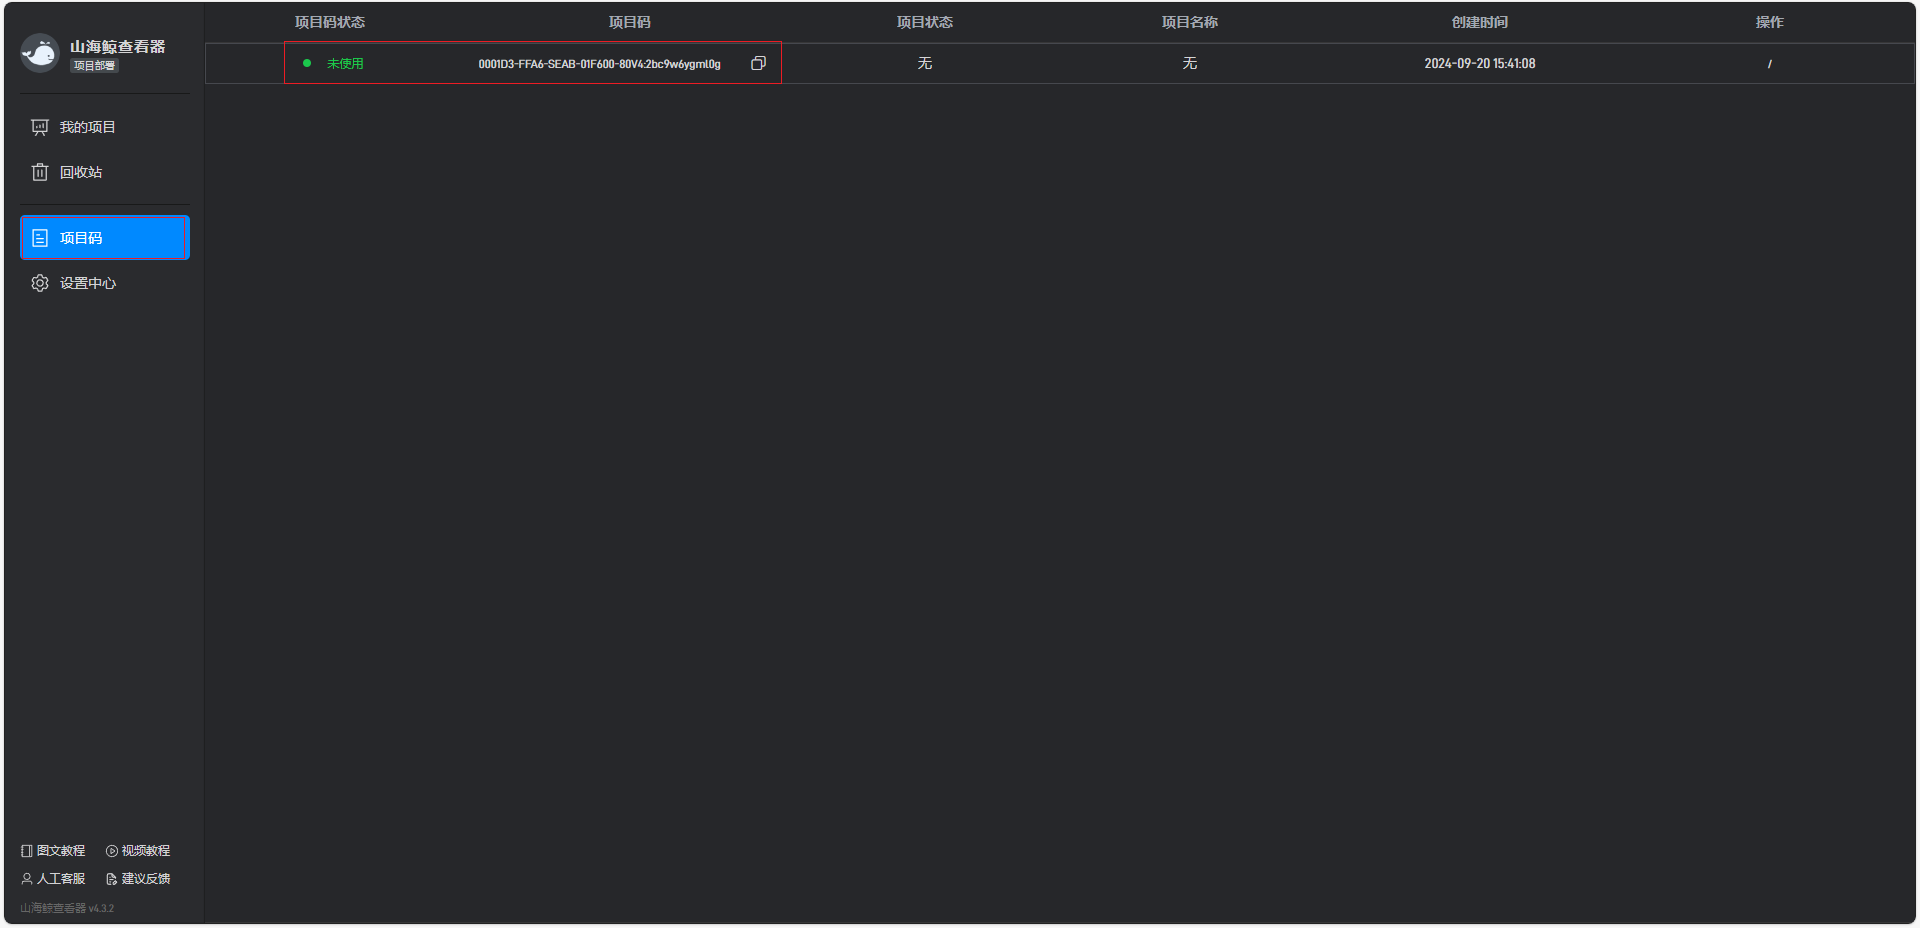 山海鲸查看器
项目部署
我的项目
回收站
项目码
设置中心
图文教程 视频教程
人工客服 建议反馈
山海鲸查看器 v4.3.2
项目码状态 项目码 项目状态 项目名称 创建时间 操作
未使用 0001D3-FFA6-SEAB-01F600-80V4:2bc9w6ygml0g 无 无 2024-09-20 15:41:08 /